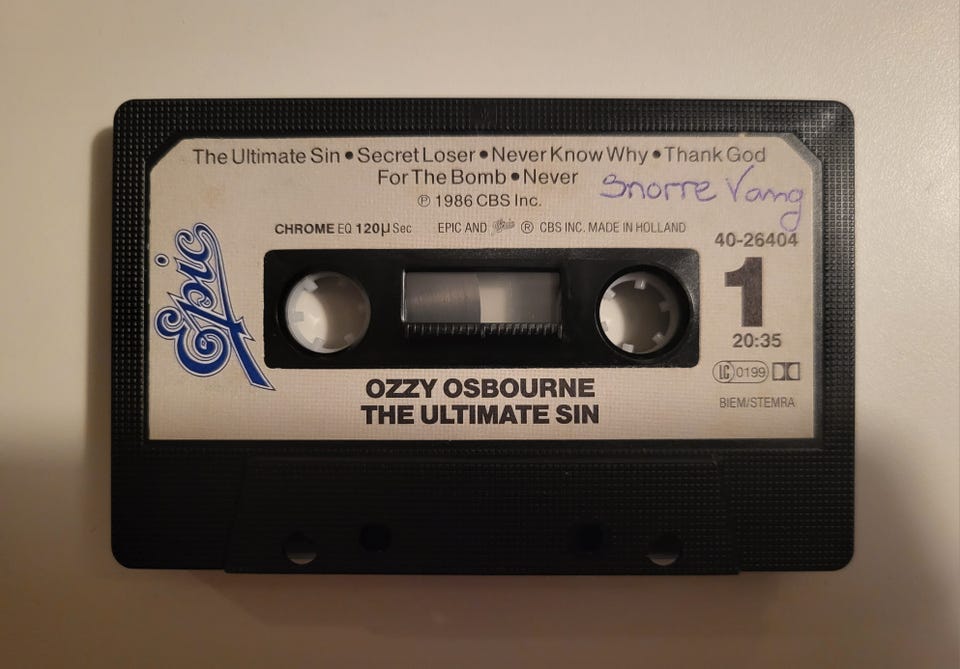 The Ultimate Sin • Secret Loser • Never Know Why • Thank God
For The Bomb • Never
Snorre Vang
℗ 1986 CBS Inc.
CHROME EQ 120µ Sec
EPIC AND Epic ® CBS INC. MADE IN HOLLAND
40-26404
1
20:35
LC 0199
BIEM/STEMRA
Epic
OZZY OSBOURNE
THE ULTIMATE SIN